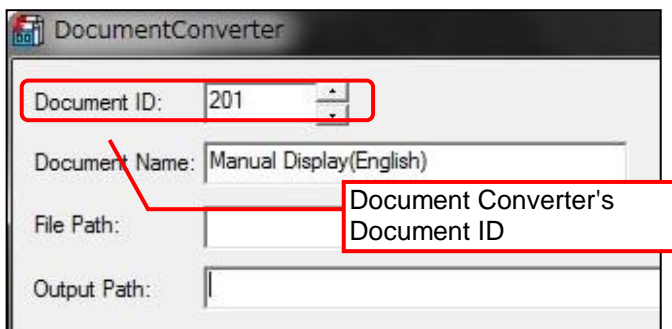 DocumentConverter
Document ID: 201
Document Name: Manual Display(English)
File Path:
Document Converter's
Document ID
Output Path: